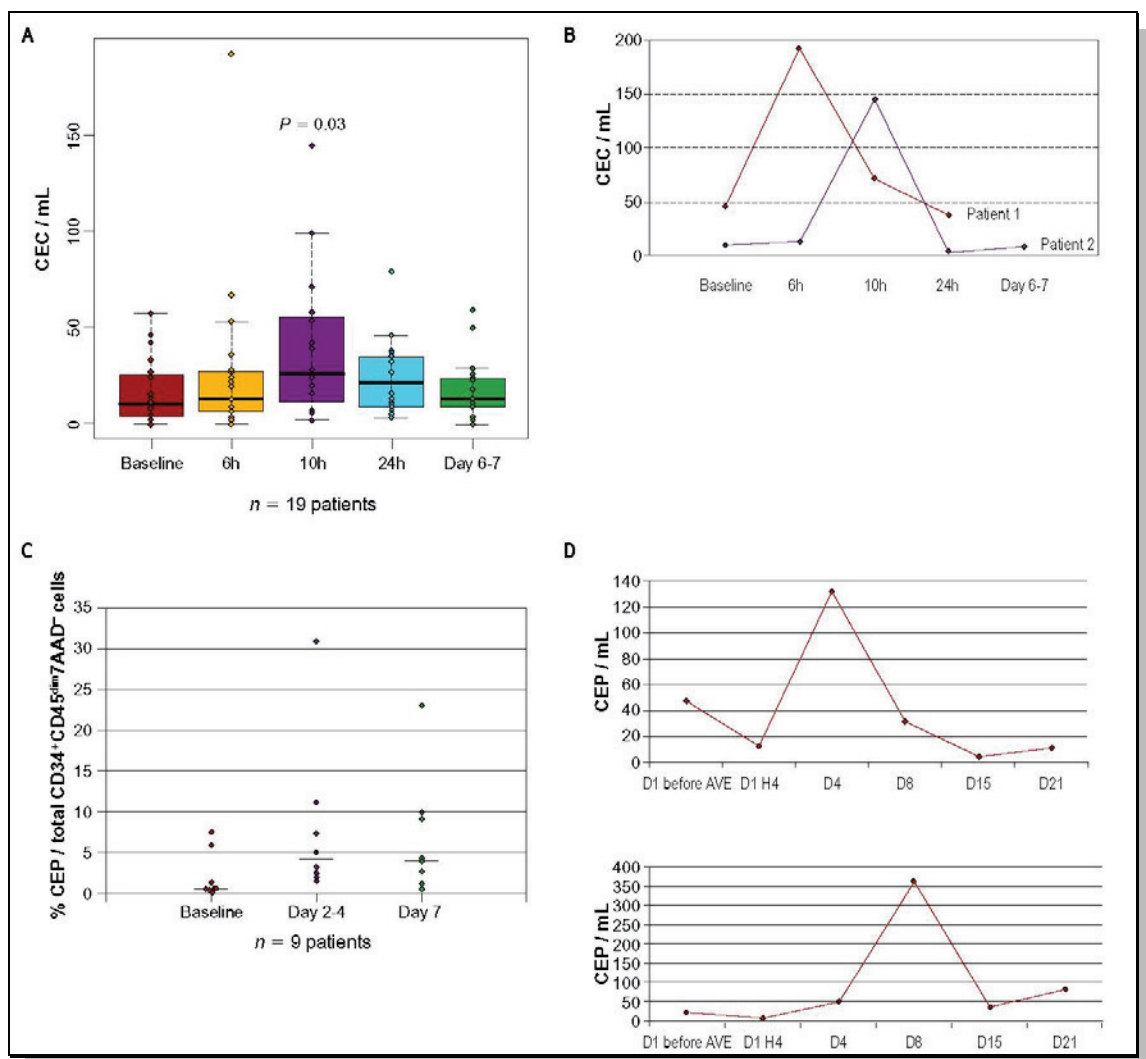 A
CEC / mL
150
100
50
0
P = 0.03
Baseline 6h 10h 24h Day 6-7
n = 19 patients
B
CEC / mL
200
150
100
50
0
Patient 1
Patient 2
Baseline 6h 10h 24h Day 6-7
C
% CEP / total CD34⁺CD45ᵈⁱᵐ7AAD⁻ cells
35
30
25
20
15
10
5
0
Baseline Day 2-4 Day 7
n = 9 patients
D
CEP / mL
140
120
100
80
60
40
20
0
D1 before AVE D1 H4 D4 D8 D15 D21
CEP / mL
400
350
300
250
200
150
100
50
0
D1 before AVE D1 H4 D4 D8 D15 D21